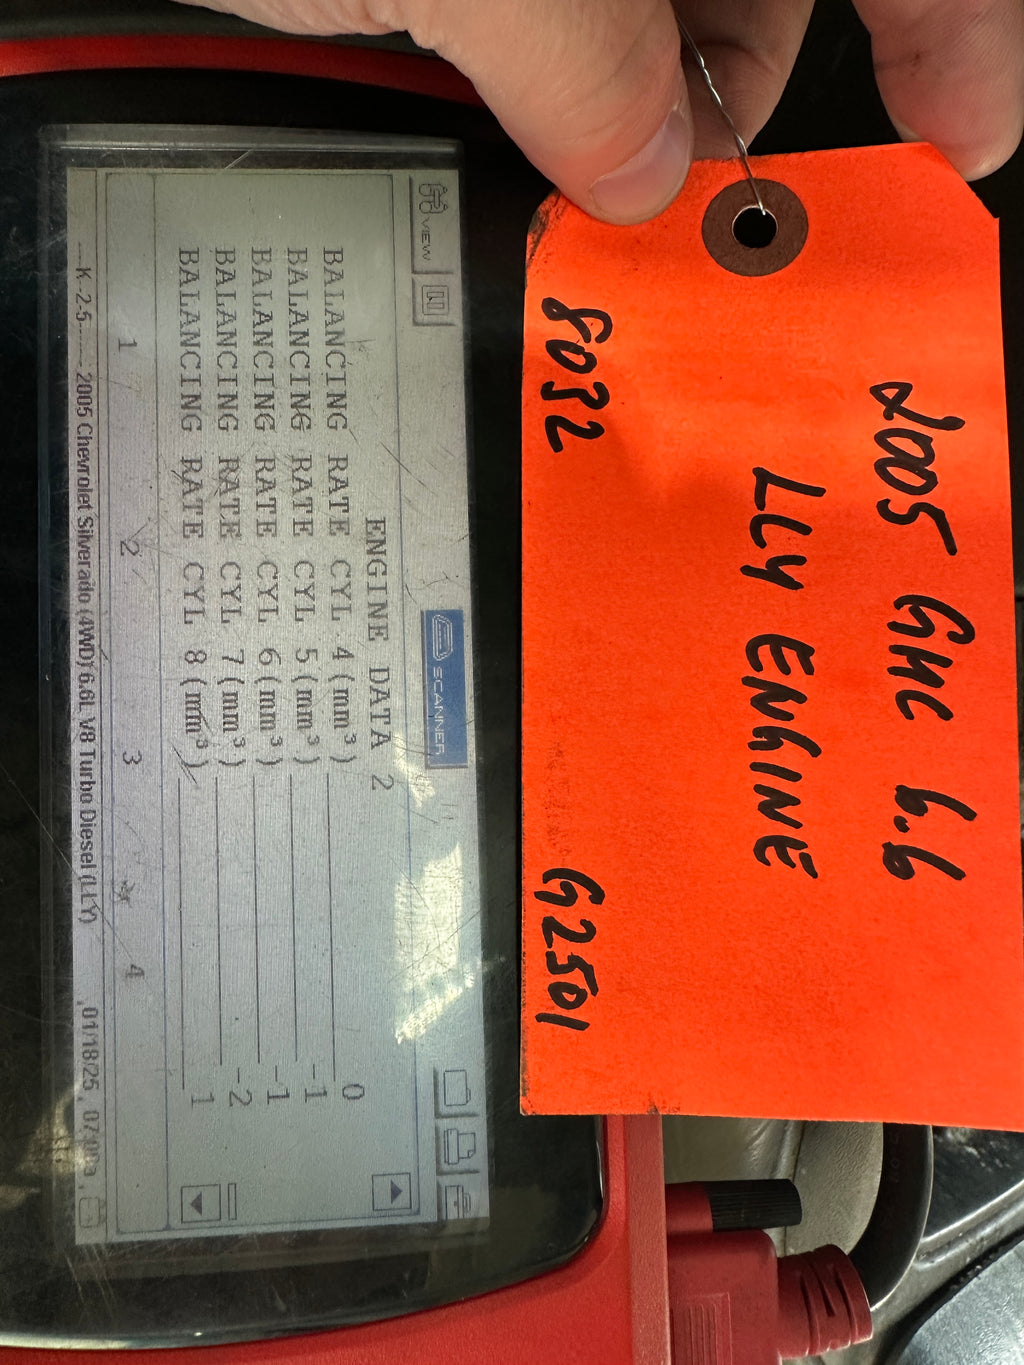 VIEW
SCANNER
ENGINE DATA 2
BALANCING RATE CYL 4(mm³) 0
BALANCING RATE CYL 5(mm³) -1
BALANCING RATE CYL 6(mm³) -1
BALANCING RATE CYL 7(mm³) -2
BALANCING RATE CYL 8(mm³) 1
1 2 3 4
K-2-5 2005 Chevrolet Silverado (4WD) 6.6L V8 Turbo Diesel (LLY) ,01/18/25,
2005 GMC 6.6
LLY ENGINE
8032 G2501